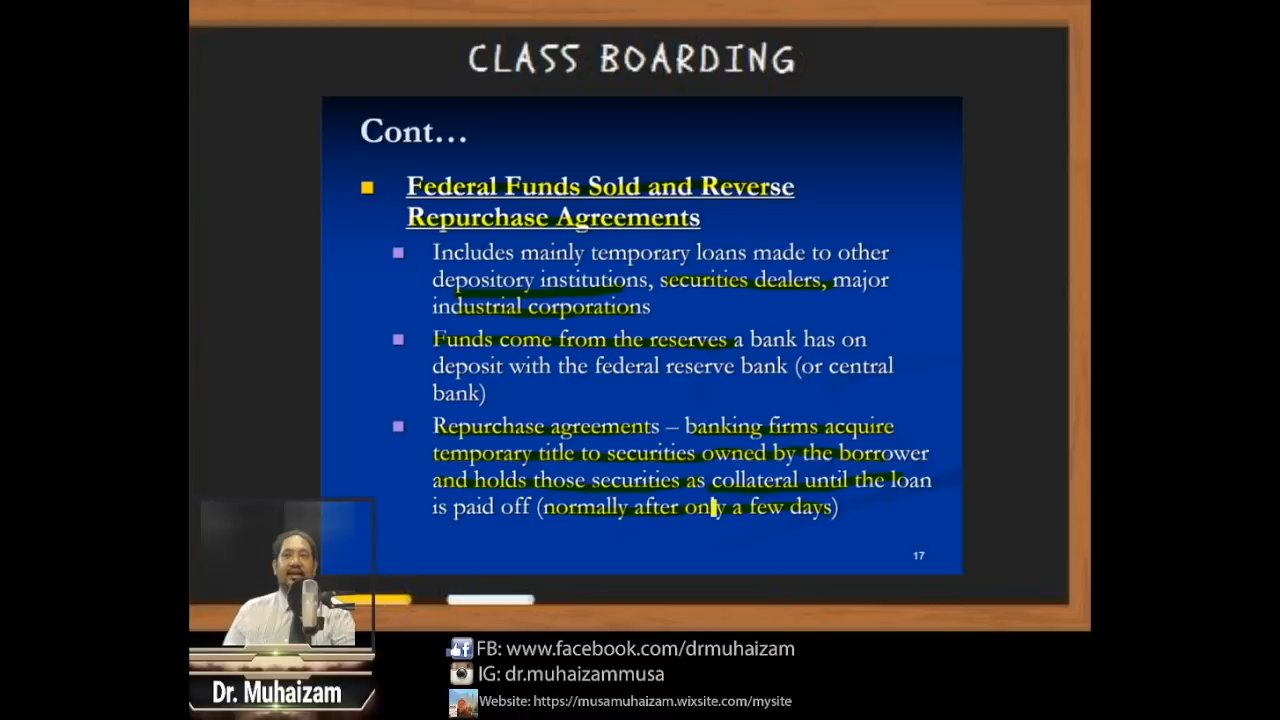 CLASS BOARDING
Cont…
Federal Funds Sold and Reverse
Repurchase Agreements
Includes mainly temporary loans made to other
depository institutions, securities dealers, major
industrial corporations
Funds come from the reserves a bank has on
deposit with the federal reserve bank (or central
bank)
Repurchase agreements – banking firms acquire
temporary title to securities owned by the borrower
and holds those securities as collateral until the loan
is paid off (normally after only a few days)
17
Dr. Muhaizam
FB: www.facebook.com/drmuhaizam
IG: dr.muhaizammusa
Website: https://musamuhaizam.wixsite.com/mysite